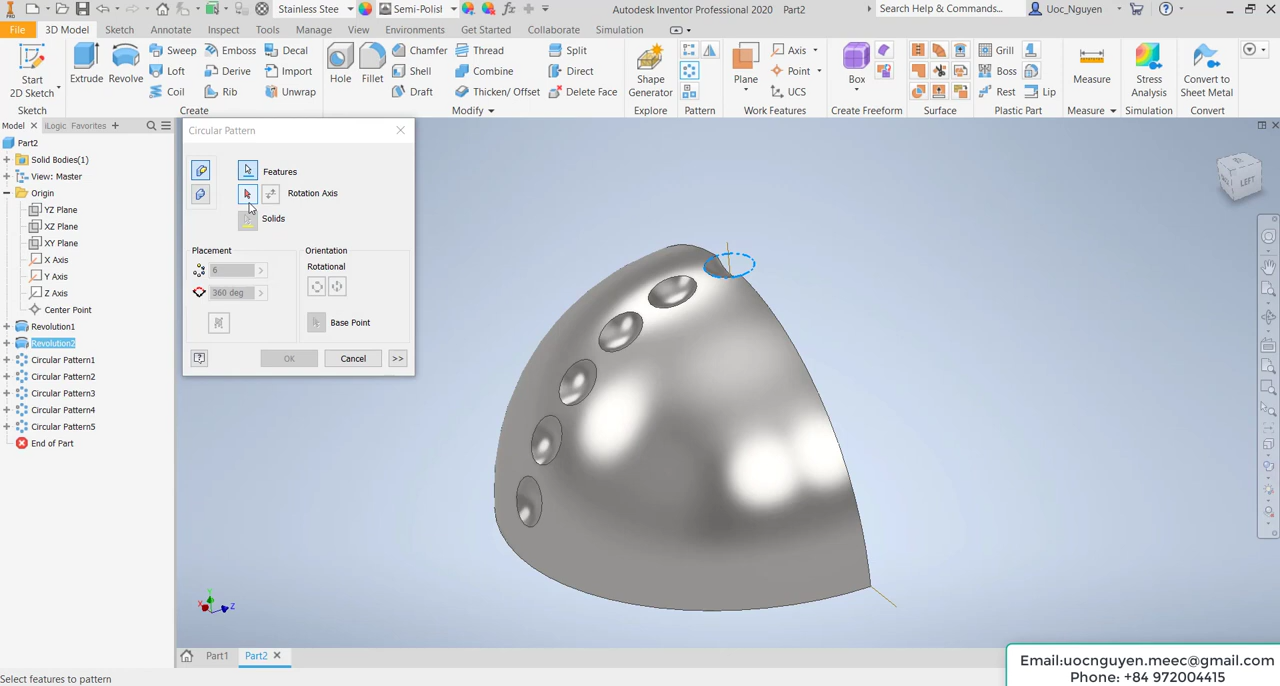 Stainless Stee
Semi-Polish
Autodesk Inventor Professional 2020 Part2
Search Help & Commands...
Uoc_Nguyen
File
3D Model
Sketch
Annotate
Inspect
Tools
Manage
View
Environments
Get Started
Collaborate
Simulation
Start
2D Sketch
Extrude
Revolve
Sweep
Emboss
Decal
Loft
Derive
Import
Coil
Rib
Unwrap
Hole
Fillet
Chamfer
Thread
Split
Shell
Combine
Direct
Draft
Thicken/ Offset
Delete Face
Shape
Generator
Plane
Axis
Point
UCS
Box
Grill
Boss
Rest
Lip
Measure
Stress
Analysis
Convert to
Sheet Metal
Sketch
Create
Modify
Explore
Pattern
Work Features
Create Freeform
Surface
Plastic Part
Measure
Simulation
Convert
Model
iLogic
Favorites
Part2
Solid Bodies(1)
View: Master
Origin
YZ Plane
XZ Plane
XY Plane
X Axis
Y Axis
Z Axis
Center Point
Revolution1
Revolution2
Circular Pattern1
Circular Pattern2
Circular Pattern3
Circular Pattern4
Circular Pattern5
End of Part
Circular Pattern
Features
Rotation Axis
Solids
Placement
Orientation
6
Rotational
360 deg
Base Point
OK
Cancel
>>
LEFT
Y
X
Z
Part1
Part2
Select features to pattern
Email:uocnguyen.meec@gmail.com
Phone: +84 972004415